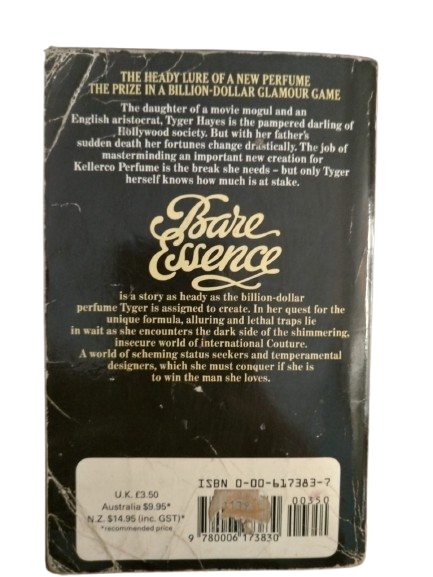 THE HEADY LURE OF A NEW PERFUME
THE PRIZE IN A BILLION-DOLLAR GLAMOUR GAME
The daughter of a movie mogul and an
English aristocrat, Tyger Hayes is the pampered darling of
Hollywood society. But with her father's
sudden death her fortunes change drastically. The job of
masterminding an important new creation for
Kellerco Perfume is the break she needs – but only Tyger
herself knows how much is at stake.
Bare
Essence
is a story as heady as the billion-dollar
perfume Tyger is assigned to create. In her quest for the
unique formula, alluring and lethal traps lie
in wait as she encounters the dark side of the shimmering,
insecure world of international Couture.
A world of scheming status seekers and temperamental
designers, which she must conquer if she is
to win the man she loves.
U.K. £3.50
Australia $9.95*
N.Z. $14.95 (inc. GST)*
*recommended price
ISBN 0-00-617383-7
00350
9 780006 173830